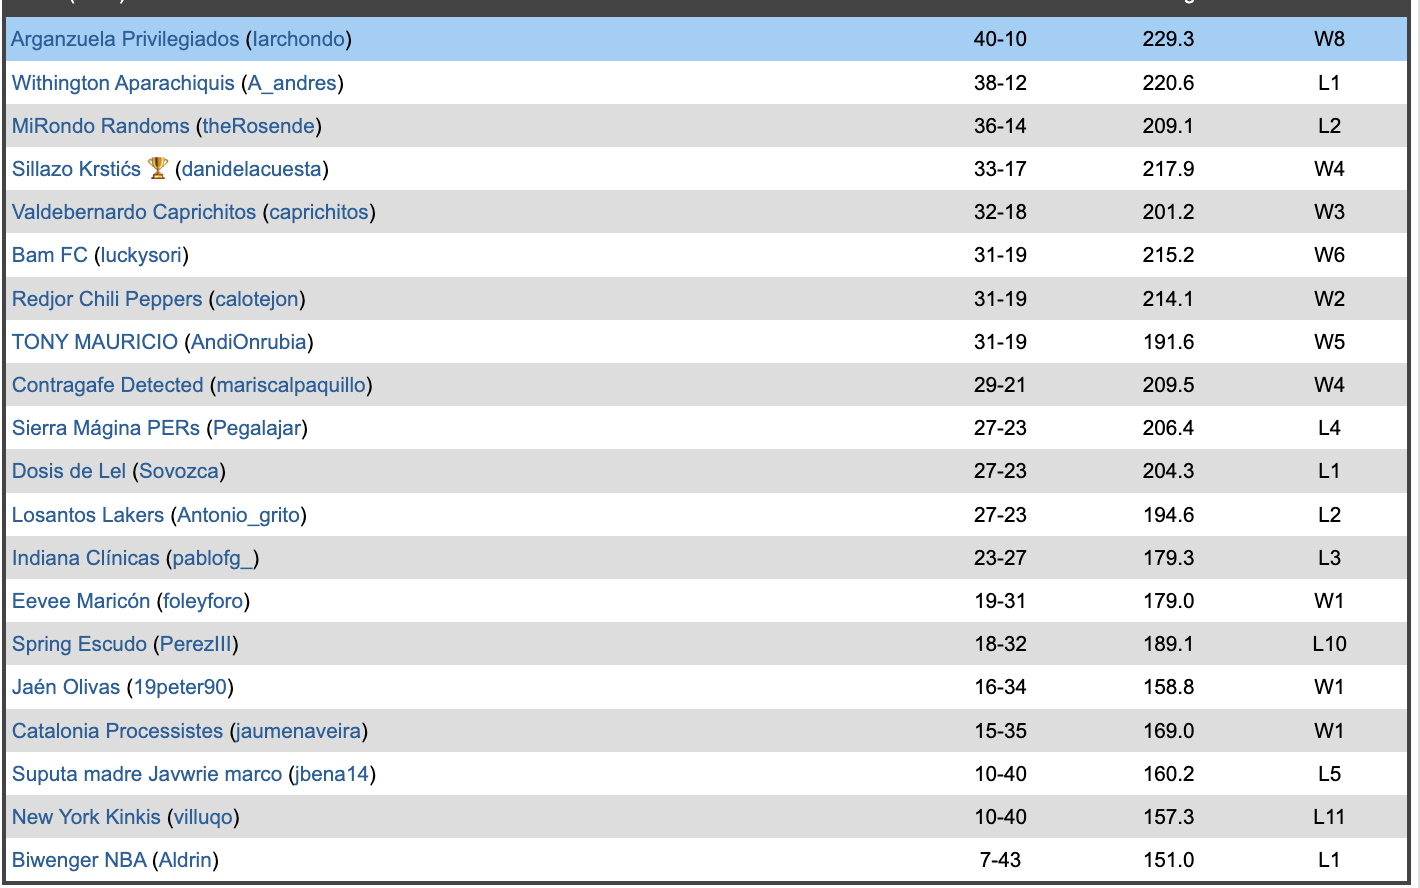 Arganzuela Privilegiados (larchondo) 40-10 229.3 W8
Withington Aparachiquis (A_andres) 38-12 220.6 L1
MiRondo Randoms (theRosende) 36-14 209.1 L2
Sillazo Krstićs 🏆 (danidelacuesta) 33-17 217.9 W4
Valdebernardo Caprichitos (caprichitos) 32-18 201.2 W3
Bam FC (luckysori) 31-19 215.2 W6
Redjor Chili Peppers (calotejon) 31-19 214.1 W2
TONY MAURICIO (AndiOnrubia) 31-19 191.6 W5
Contragafe Detected (mariscalpaquillo) 29-21 209.5 W4
Sierra Mágina PERs (Pegalajar) 27-23 206.4 L4
Dosis de Lel (Sovozca) 27-23 204.3 L1
Losantos Lakers (Antonio_grito) 27-23 194.6 L2
Indiana Clínicas (pablofg_) 23-27 179.3 L3
Eevee Maricón (foleyforo) 19-31 179.0 W1
Spring Escudo (PerezIII) 18-32 189.1 L10
Jaén Olivas (19peter90) 16-34 158.8 W1
Catalonia Processistes (jaumenaveira) 15-35 169.0 W1
Suputa madre Javwrie marco (jbena14) 10-40 160.2 L5
New York Kinkis (villuqo) 10-40 157.3 L11
Biwenger NBA (Aldrin) 7-43 151.0 L1